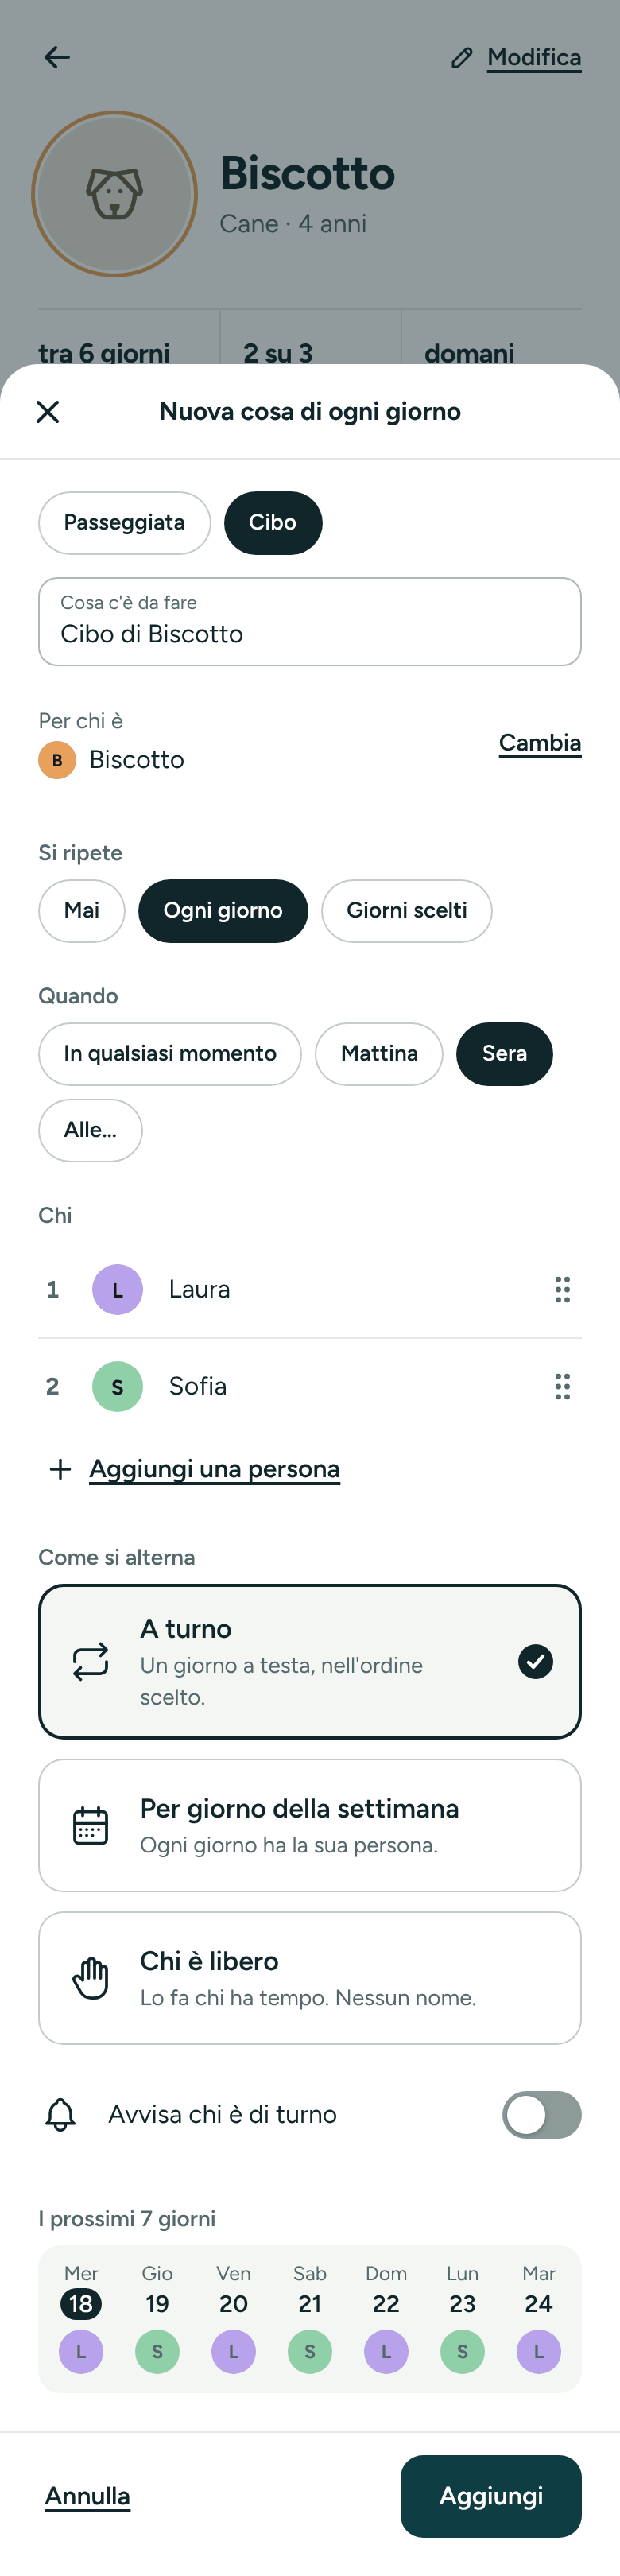 Modifica
Biscotto
Cane · 4 anni
tra 6 giorni
2 su 3
domani
Nuova cosa di ogni giorno
Passeggiata
Cibo
Cosa c'è da fare
Cibo di Biscotto
Per chi è
B
Biscotto
Cambia
Si ripete
Mai
Ogni giorno
Giorni scelti
Quando
In qualsiasi momento
Mattina
Sera
Alle...
Chi
1 L Laura
2 S Sofia
Aggiungi una persona
Come si alterna
A turno
Un giorno a testa, nell'ordine
scelto.
Per giorno della settimana
Ogni giorno ha la sua persona.
Chi è libero
Lo fa chi ha tempo. Nessun nome.
Avvisa chi è di turno
I prossimi 7 giorni
Mer Gio Ven Sab Dom Lun Mar
18 19 20 21 22 23 24
L S L S L S L
Annulla
Aggiungi